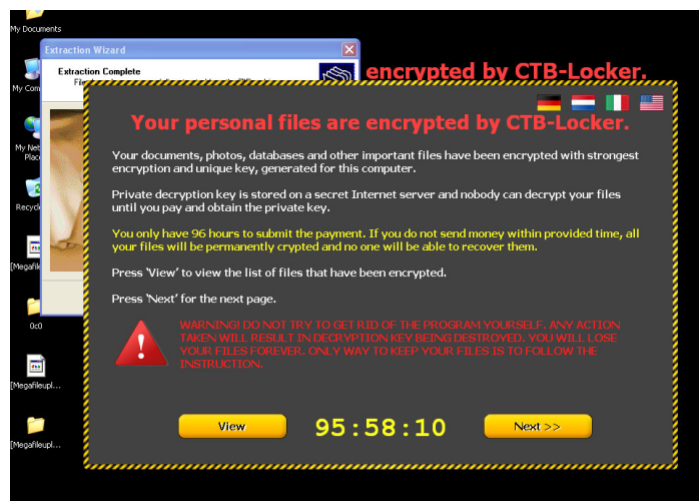 My Documents
Extraction Wizard
Extraction Complete
encrypted by CTB-Locker.
My Com
Your personal files are encrypted by CTB-Locker.
Your documents, photos, databases and other important files have been encrypted with strongest
encryption and unique key, generated for this computer.
My Net
Plac
Private decryption key is stored on a secret Internet server and nobody can decrypt your files
until you pay and obtain the private key.
Recycl
You only have 96 hours to submit the payment. If you do not send money within provided time, all
your files will be permanently crypted and no one will be able to recover them.
[Megafil
Press 'View' to view the list of files that have been encrypted.
Press 'Next' for the next page.
0c0
WARNING! DO NOT TRY TO GET RID OF THE PROGRAM YOURSELF. ANY ACTION
TAKEN WILL RESULT IN DECRYPTION KEY BEING DESTROYED. YOU WILL LOSE
YOUR FILES FOREVER. ONLY WAY TO KEEP YOUR FILES IS TO FOLLOW THE
INSTRUCTION.
[Megafileupl...
View
95:58:10
Next >>
[Megafileupl...